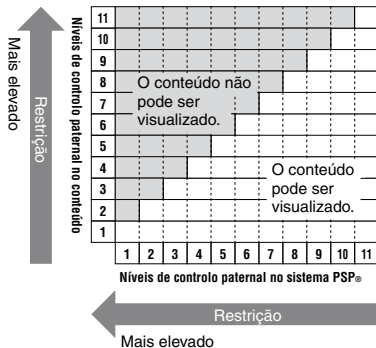 Mais elevado
Restrição
Níveis de controlo paternal no conteúdo
11
10
9
8
7
6
5
4
3
2
1
O conteúdo não
pode ser
visualizado.
O conteúdo
pode ser
visualizado.
1 2 3 4 5 6 7 8 9 10 11
Níveis de controlo paternal no sistema PSP®
Restrição
Mais elevado